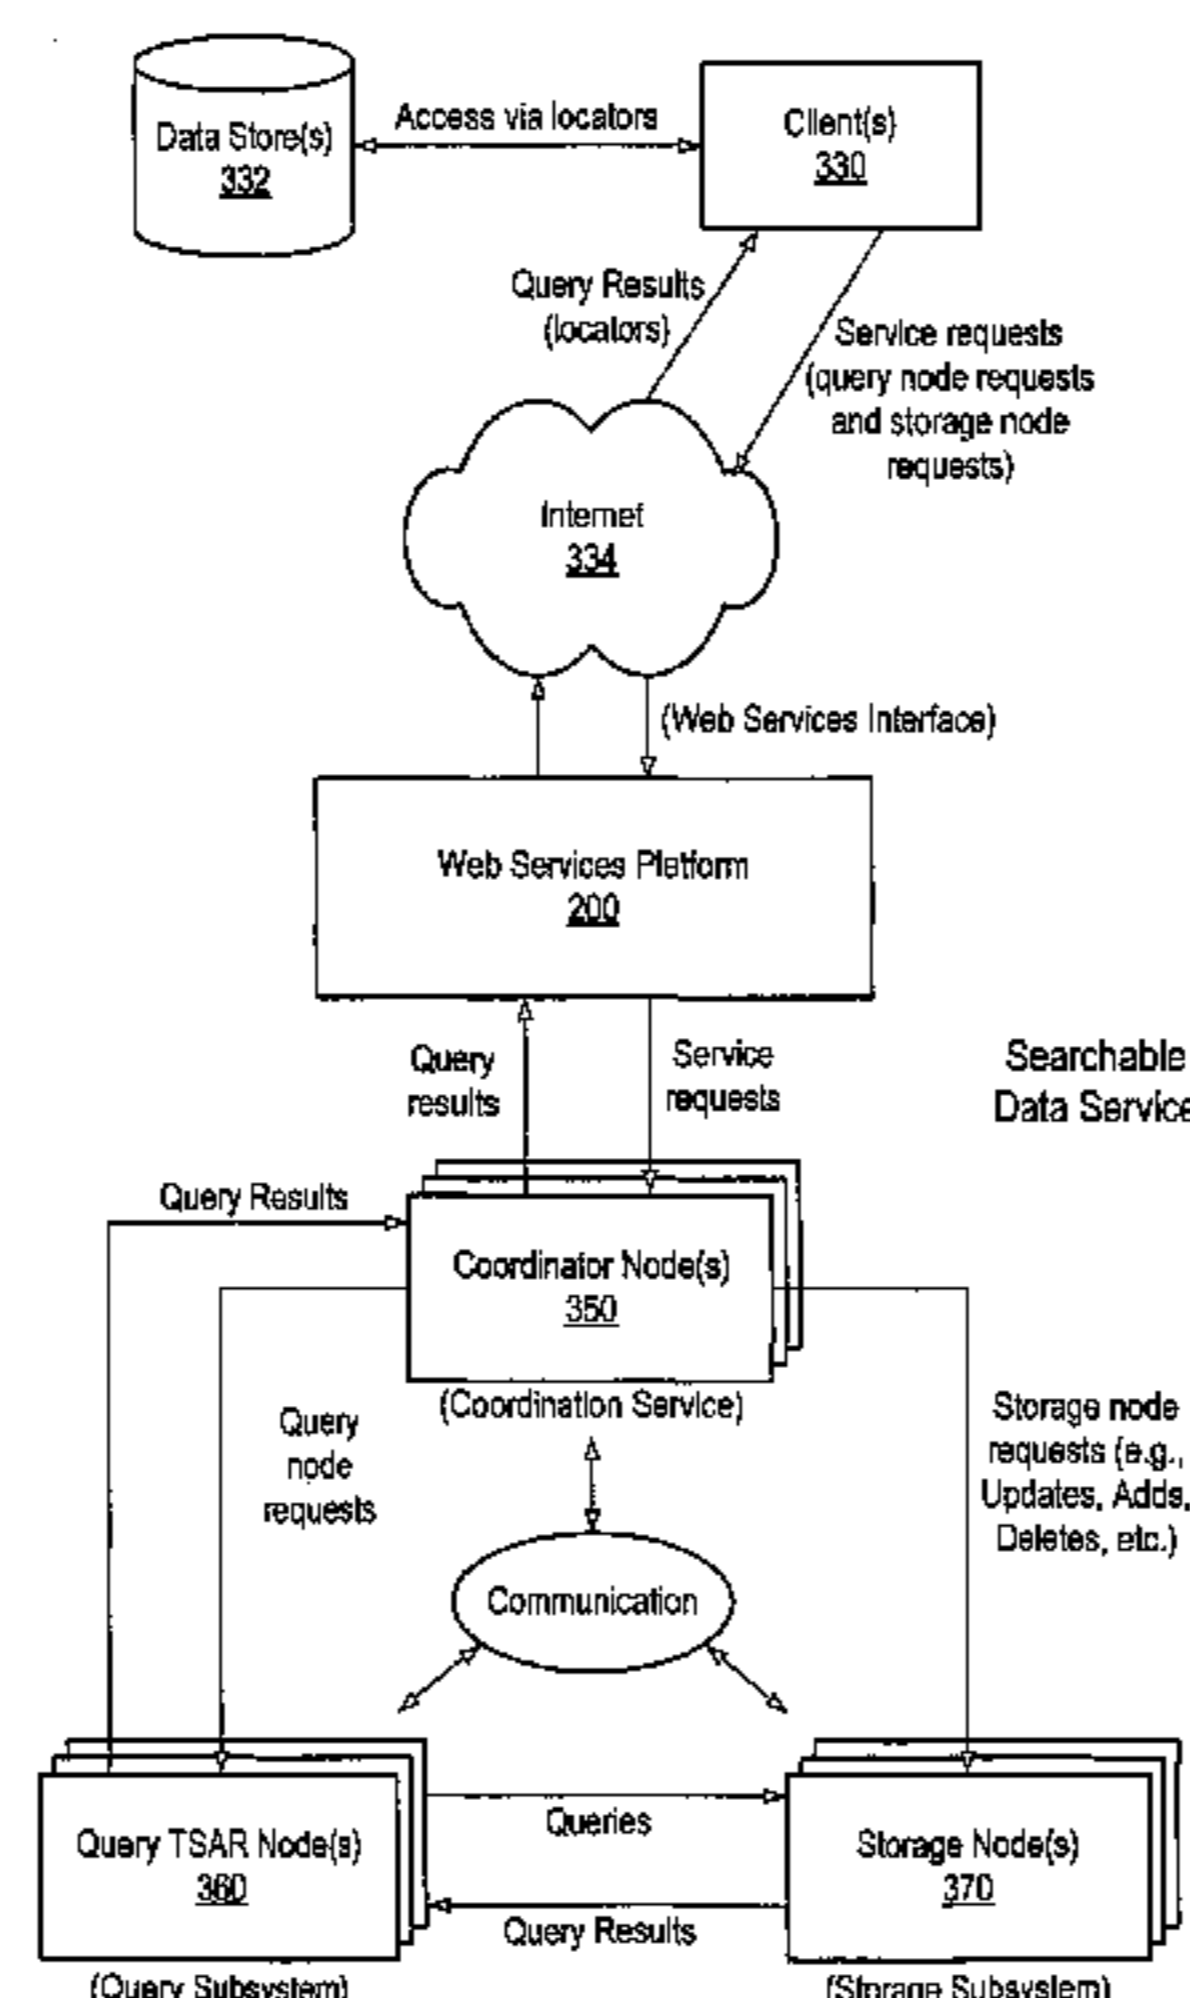 Data Store(s)
332
Access via locators
Client(s)
330
Query Results
(locators)
Service requests
(query node requests
and storage node
requests)
Internet
334
(Web Services Interface)
Web Services Platform
200
Query
results
Service
requests
Searchable
Data Service
Query Results
Coordinator Node(s)
350
(Coordination Service)
Query
node
requests
Storage node
requests (e.g.,
Updates, Adds,
Deletes, etc.)
Communication
Queries
Query TSAR Node(s)
360
Storage Node(s)
370
Query Results
(Query Subsystem)
(Storage Subsystem)